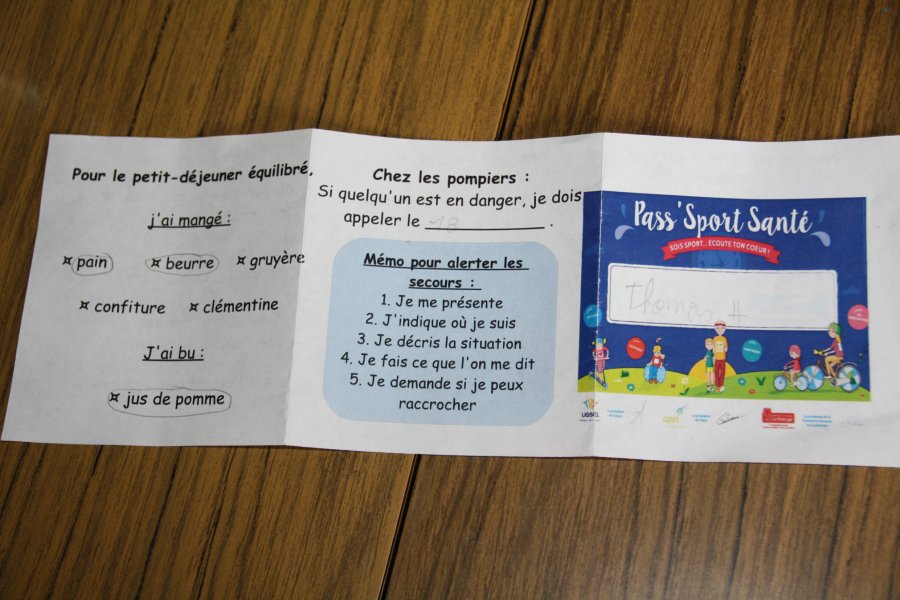 Pour le petit-déjeuner équilibré,
j'ai mangé :
¤ pain ¤ beurre ¤ gruyère
¤ confiture ¤ clémentine
J'ai bu :
¤ jus de pomme
Chez les pompiers :
Si quelqu'un est en danger, je dois
appeler le 18 .
Mémo pour alerter les
secours :
1. Je me présente
2. J'indique où je suis
3. Je décris la situation
4. Je fais ce que l'on me dit
5. Je demande si je peux
raccrocher
Pass'Sport Santé
SOIS SPORT... ÉCOUTE TON COEUR !
Thomas H
UGSEL